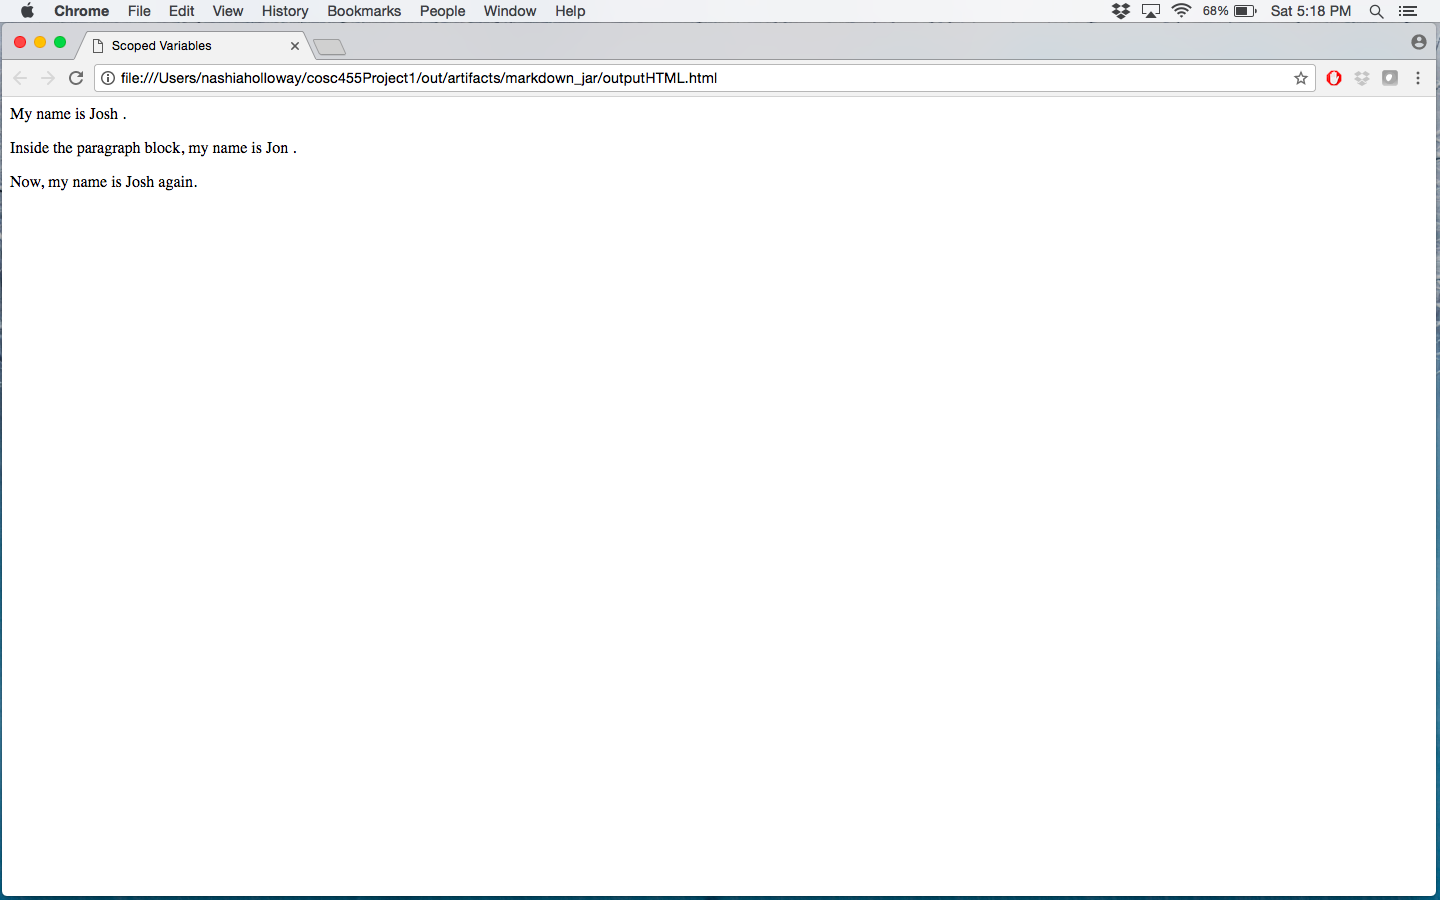 Chrome File Edit View History Bookmarks People Window Help 68% Sat 5:18 PM
Scoped Variables
file:///Users/nashiaholloway/cosc455Project1/out/artifacts/markdown_jar/outputHTML.html
My name is Josh .
Inside the paragraph block, my name is Jon .
Now, my name is Josh again.